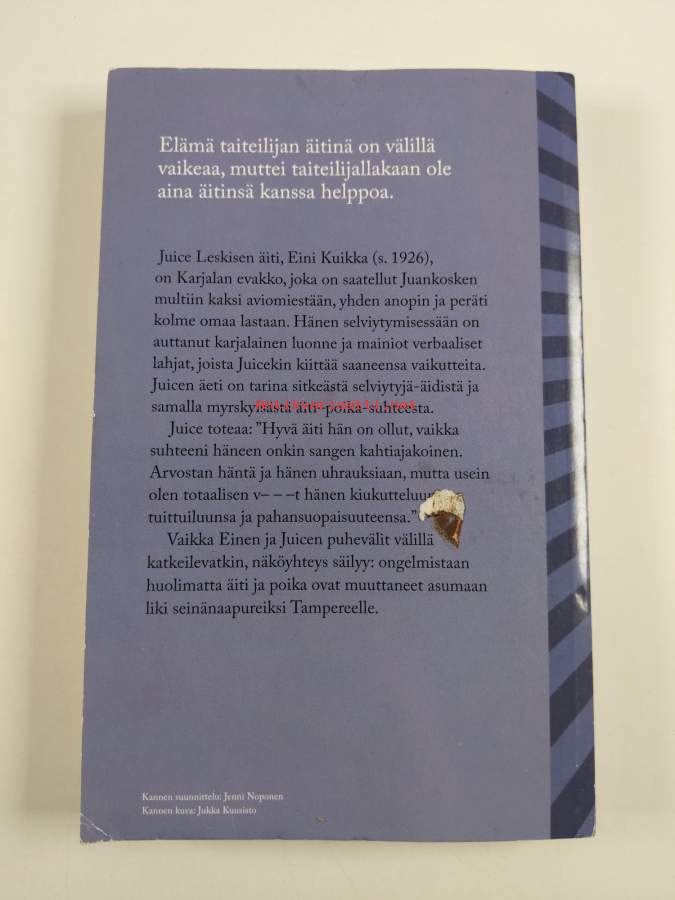 Elämä taiteilijan äitinä on välillä
vaikeaa, muttei taiteilijallakaan ole
aina äitinsä kanssa helppoa.
Juice Leskisen äiti, Eini Kuikka (s. 1926),
on Karjalan evakko, joka on saatellut Juankosken
multiin kaksi aviomiestään, yhden anopin ja peräti
kolme omaa lastaan. Hänen selviytymisessään on
auttanut karjalainen luonne ja mainiot verbaaliset
lahjat, joista Juicekin kiittää saaneensa vaikutteita.
Juicen äeti on tarina sitkeästä selviytyjä-äidistä ja
samalla myrskyisästä äiti-poika-suhteesta.
Juice toteaa: ”Hyvä äiti hän on ollut, vaikka
suhteeni häneen onkin sangen kahtiajakoinen.
Arvostan häntä ja hänen uhrauksiaan, mutta usein
olen totaalisen v– – –t hänen
tuittuiluunsa ja pahansuopaisuuteensa.”
Vaikka Einen ja Juicen puhevälit välillä
katkeilevatkin, näköyhteys säilyy: ongelmistaan
huolimatta äiti ja poika ovat muuttaneet asumaan
liki seinänaapureiksi Tampereelle.
Kannen suunnittelu: Jenni Noponen
Kannen kuva: Jukka Kuusisto